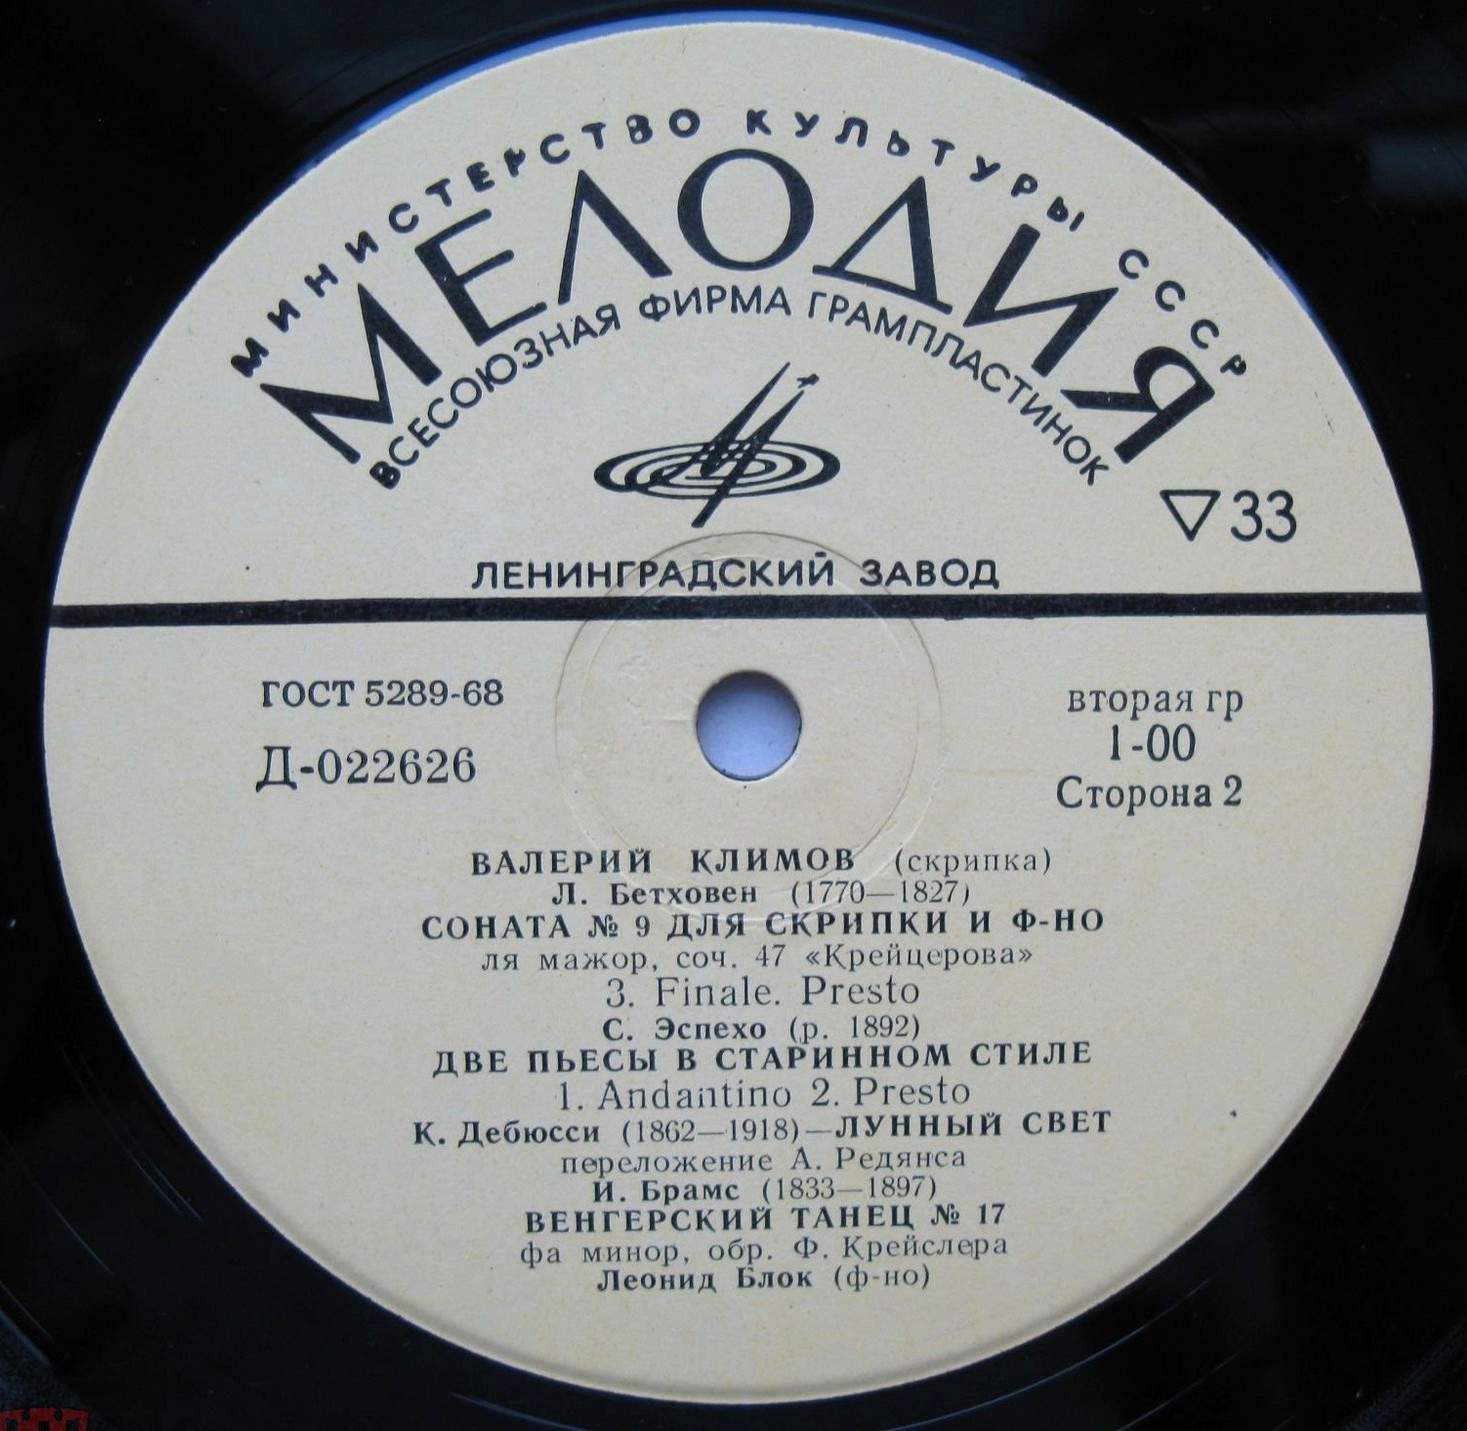 МИНИСТЕРСТВО КУЛЬТУРЫ СССР
МЕЛОДИЯ
ВСЕСОЮЗНАЯ ФИРМА ГРАМПЛАСТИНОК
33
ЛЕНИНГРАДСКИЙ ЗАВОД
ГОСТ 5289-68
Д-022626
вторая гр
1-00
Сторона 2
ВАЛЕРИЙ КЛИМОВ (скрипка)
Л. Бетховен (1770—1827)
СОНАТА № 9 ДЛЯ СКРИПКИ И Ф-НО
ля мажор, соч. 47 «Крейцерова»
3. Finale. Presto
С. Эспехо (р. 1892)
ДВЕ ПЬЕСЫ В СТАРИННОМ СТИЛЕ
1. Andantino 2. Presto
К. Дебюсси (1862—1918)—ЛУННЫЙ СВЕТ
переложение А. Редянса
И. Брамс (1833—1897)
ВЕНГЕРСКИЙ ТАНЕЦ № 17
фа минор, обр. Ф. Крейслера
Леонид Блок (ф-но)